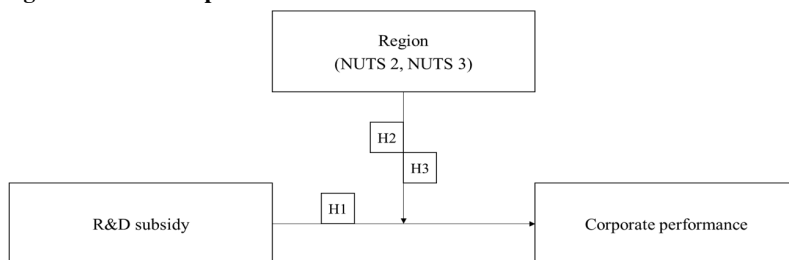 Region
(NUTS 2, NUTS 3)
H2
H3
H1
R&D subsidy
Corporate performance